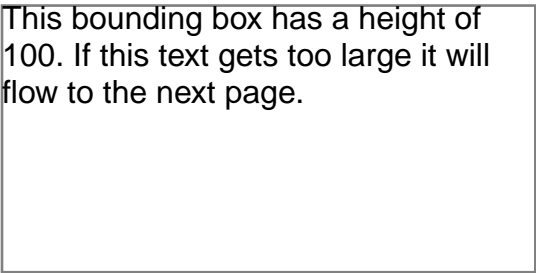 This bounding box has a height of
100. If this text gets too large it will
flow to the next page.